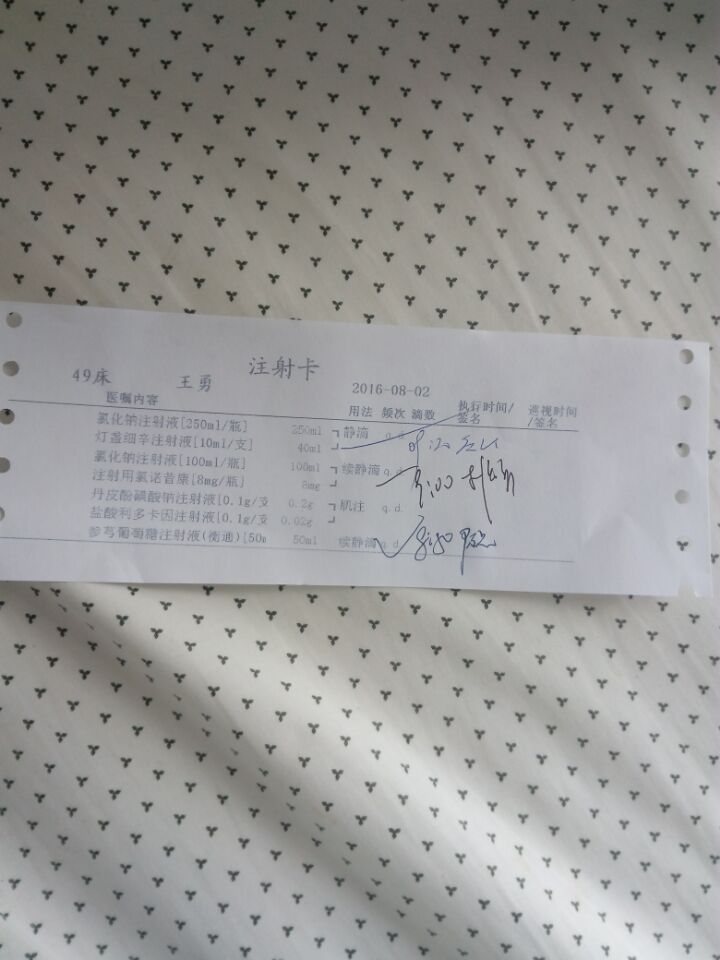 注射卡
49床 王勇 2016-08-02
医嘱内容 用法 频次 滴数 执行时间/签名 巡视时间/签名
氯化钠注射液[250ml/瓶] 250ml 静滴 q.d
灯盏细辛注射液[10ml/支] 40ml
氯化钠注射液[100ml/瓶] 100ml 续静滴 q.d
注射用氯诺昔康[8mg/瓶] 8mg
丹皮酚磺酸钠注射液[0.1g/支 0.2g 肌注 q.d.
盐酸利多卡因注射液[0.1g/支 0.02g
参芎葡萄糖注射液(衡通)[50m 50ml 续静滴 q.d